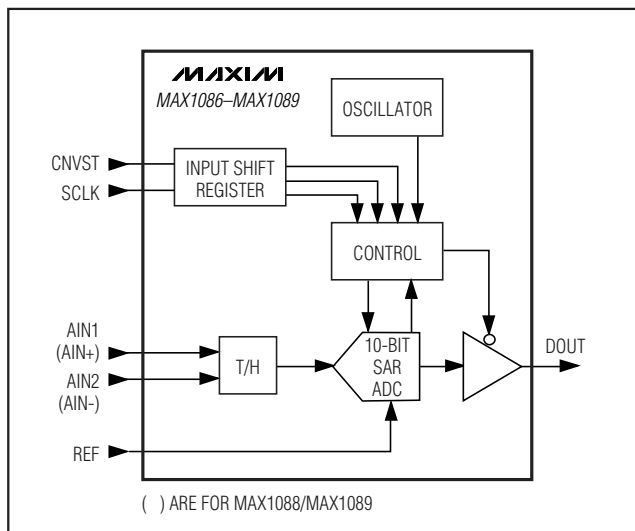 MAXIM
MAX1086–MAX1089
OSCILLATOR
CNVST
SCLK
INPUT SHIFT
REGISTER
CONTROL
AIN1
(AIN+)
AIN2
(AIN-)
T/H
10-BIT
SAR
ADC
DOUT
REF
( ) ARE FOR MAX1088/MAX1089